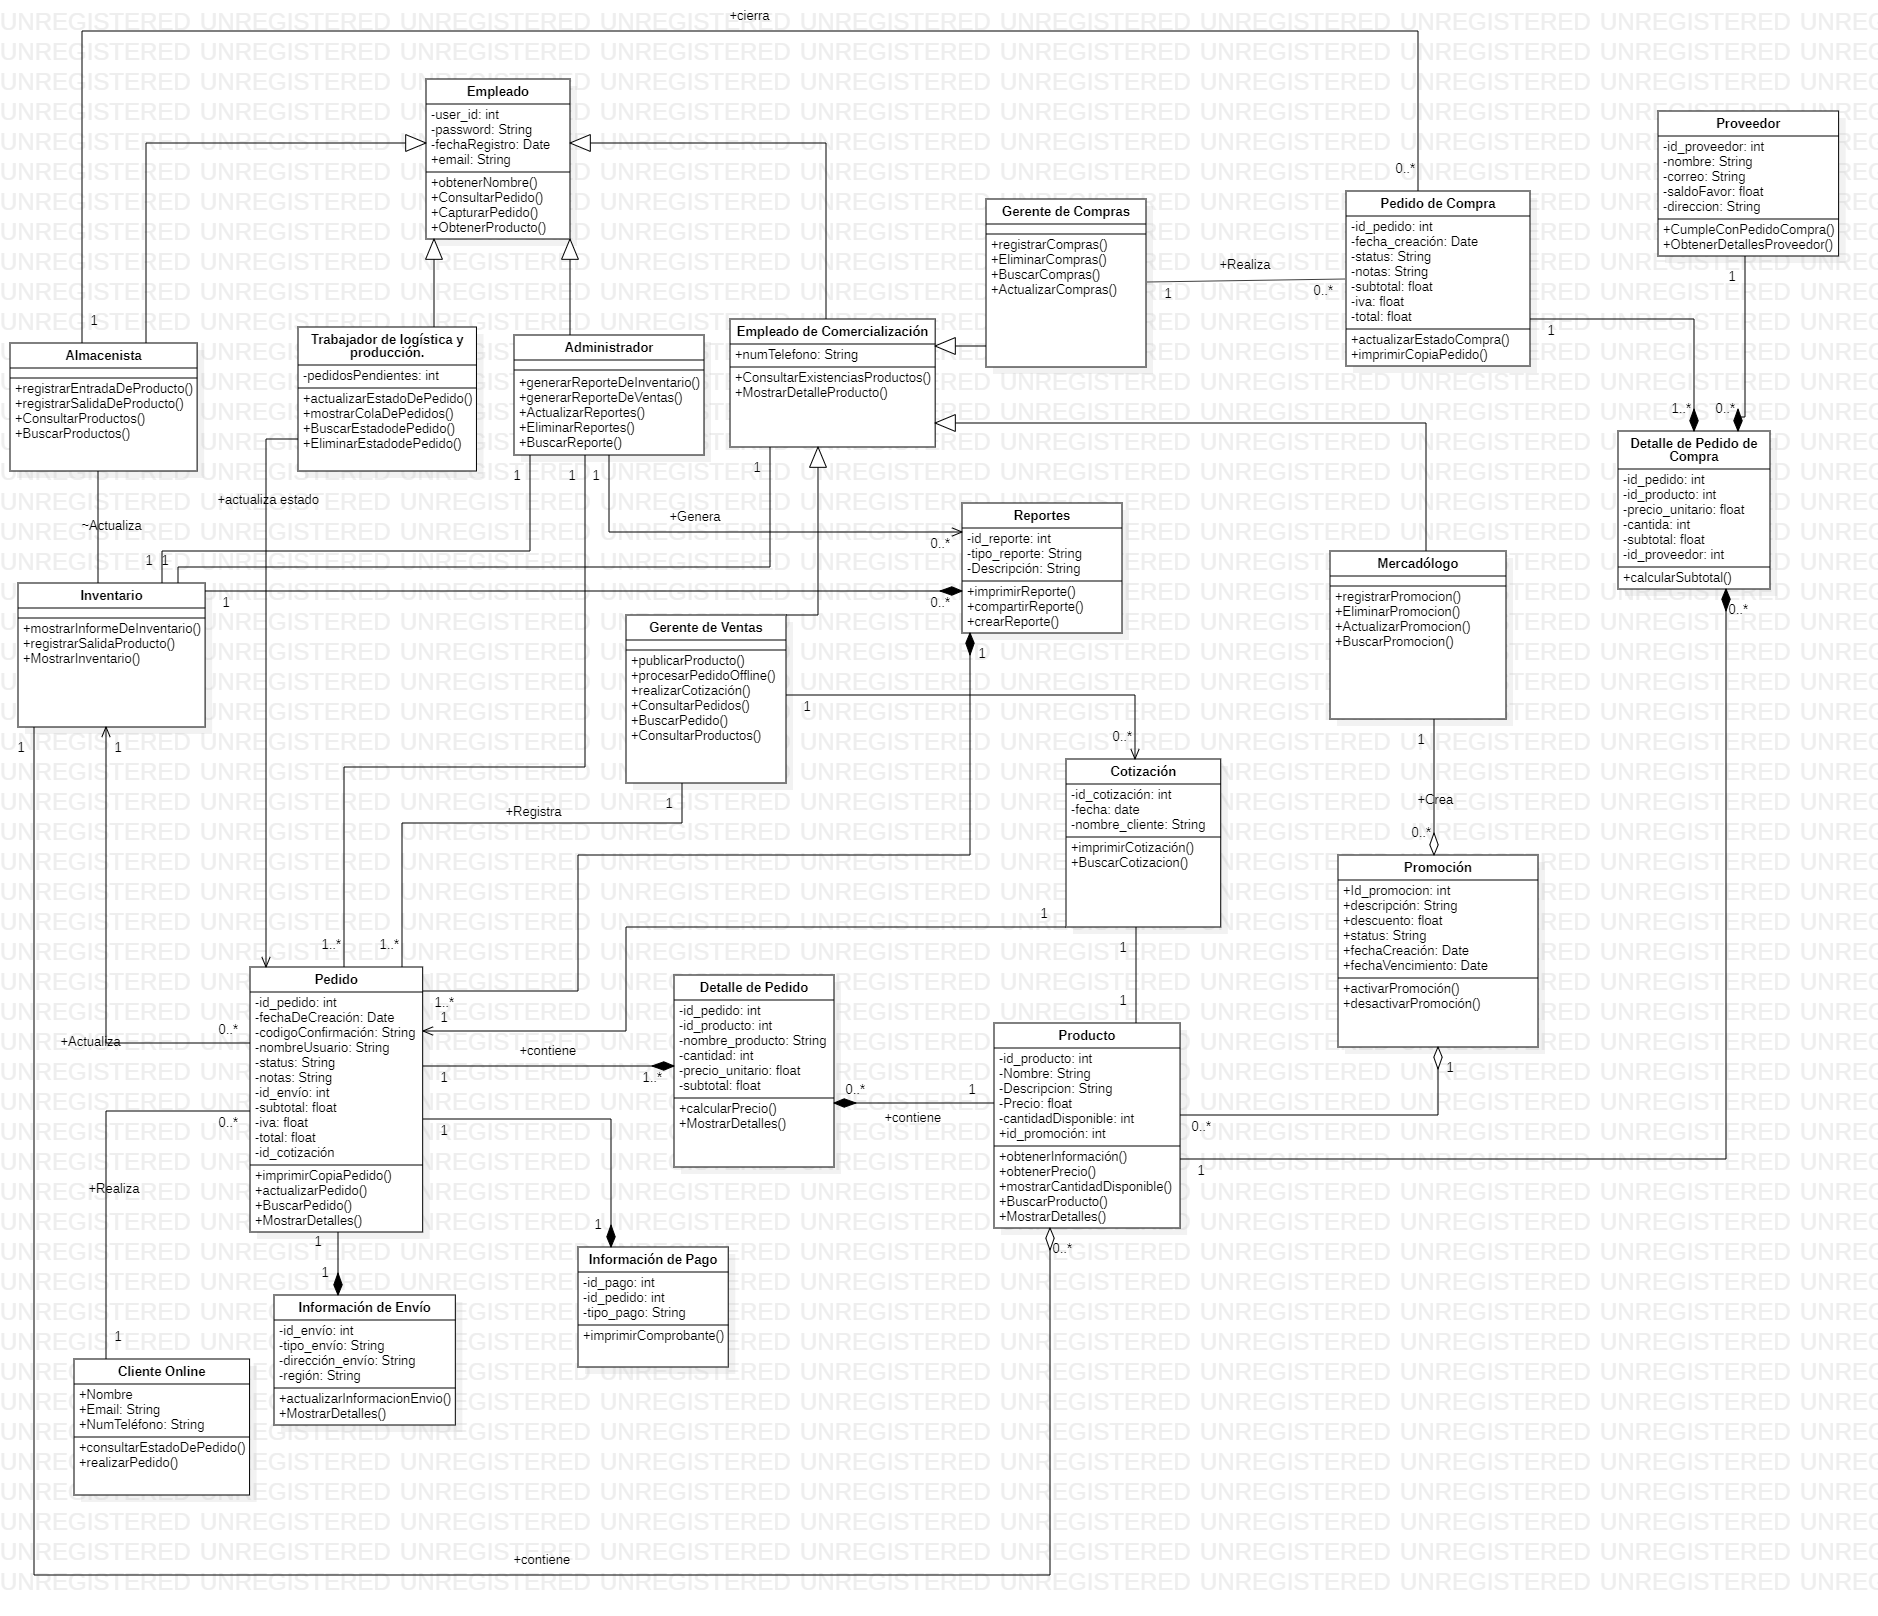 +cierra
Empleado
-user_id: int
-password: String
-fechaRegistro: Date
+email: String
+obtenerNombre()
+ConsultarPedido()
+CapturarPedido()
+ObtenerProducto()
Proveedor
-id_proveedor: int
-nombre: String
-correo: String
-saldoFavor: float
-direccion: String
+CumpleConPedidoCompra()
+ObtenerDetallesProveedor()
1
0..*
Gerente de Compras
+registrarCompras()
+EliminarCompras()
+BuscarCompras()
+ActualizarCompras()
+Realiza
1
0..*
Pedido de Compra
-id_pedido: int
-fecha_creación: Date
-status: String
-notas: String
-subtotal: float
-iva: float
-total: float
+actualizarEstadoCompra()
+imprimirCopiaPedido()
1
1..*
0..*
1
Almacenista
+registrarEntradaDeProducto()
+registrarSalidaDeProducto()
+ConsultarProductos()
+BuscarProductos()
Trabajador de logística y
producción.
-pedidosPendientes: int
+actualizarEstadoDePedido()
+mostrarColaDePedidos()
+BuscarEstadodePedido()
+EliminarEstadodePedido()
Administrador
+generarReporteDeInventario()
+generarReporteDeVentas()
+ActualizarReportes()
+EliminarReportes()
+BuscarReporte()
Empleado de Comercialización
+numTelefono: String
+ConsultarExistenciasProductos()
+MostrarDetalleProducto()
Detalle de Pedido de
Compra
-id_pedido: int
-id_producto: int
-precio_unitario: float
-cantida: int
-subtotal: float
-id_proveedor: int
+calcularSubtotal()
0..*
1
1
1
1
+actualiza estado
~Actualiza
+Genera
0..*
Reportes
-id_reporte: int
-tipo_reporte: String
-Descripción: String
+imprimirReporte()
+compartirReporte()
+crearReporte()
1
1
1
0..*
1
Inventario
+mostrarInformeDeInventario()
+registrarSalidaProducto()
+MostrarInventario()
1
1
Gerente de Ventas
+publicarProducto()
+procesarPedidoOffline()
+realizarCotización()
+ConsultarPedidos()
+BuscarPedido()
+ConsultarProductos()
1
0..*
1
+Registra
Mercadólogo
+registrarPromocion()
+EliminarPromocion()
+ActualizarPromocion()
+BuscarPromocion()
1
+Crea
0..*
Cotización
-id_cotización: int
-fecha: date
-nombre_cliente: String
+imprimirCotización()
+BuscarCotizacion()
1
1
1
Promoción
+Id_promocion: int
+descripción: String
+descuento: float
+status: String
+fechaCreación: Date
+fechaVencimiento: Date
+activarPromoción()
+desactivarPromoción()
1
1..*
1..*
Pedido
-id_pedido: int
-fechaDeCreación: Date
-codigoConfirmación: String
-nombreUsuario: String
-status: String
-notas: String
-id_envío: int
-subtotal: float
-iva: float
-total: float
-id_cotización
+imprimirCopiaPedido()
+actualizarPedido()
+BuscarPedido()
+MostrarDetalles()
1..*
1
0..*
+Actualiza
+contiene
1
1..*
Detalle de Pedido
-id_pedido: int
-id_producto: int
-nombre_producto: String
-cantidad: int
-precio_unitario: float
-subtotal: float
+calcularPrecio()
+MostrarDetalles()
0..*
1
+contiene
Producto
-id_producto: int
-Nombre: String
-Descripcion: String
-Precio: float
-cantidadDisponible: int
+id_promoción: int
+obtenerInformación()
+obtenerPrecio()
+mostrarCantidadDisponible()
+BuscarProducto()
+MostrarDetalles()
0..*
1
0..*
0..*
+Realiza
1
1
1
1
1
Información de Pago
-id_pago: int
-id_pedido: int
-tipo_pago: String
+imprimirComprobante()
Información de Envío
-id_envío: int
-tipo_envío: String
-dirección_envío: String
-región: String
+actualizarInformacionEnvio()
+MostrarDetalles()
1
Cliente Online
+Nombre
+Email: String
+NumTeléfono: String
+consultarEstadoDePedido()
+realizarPedido()
+contiene
UNREGISTERED